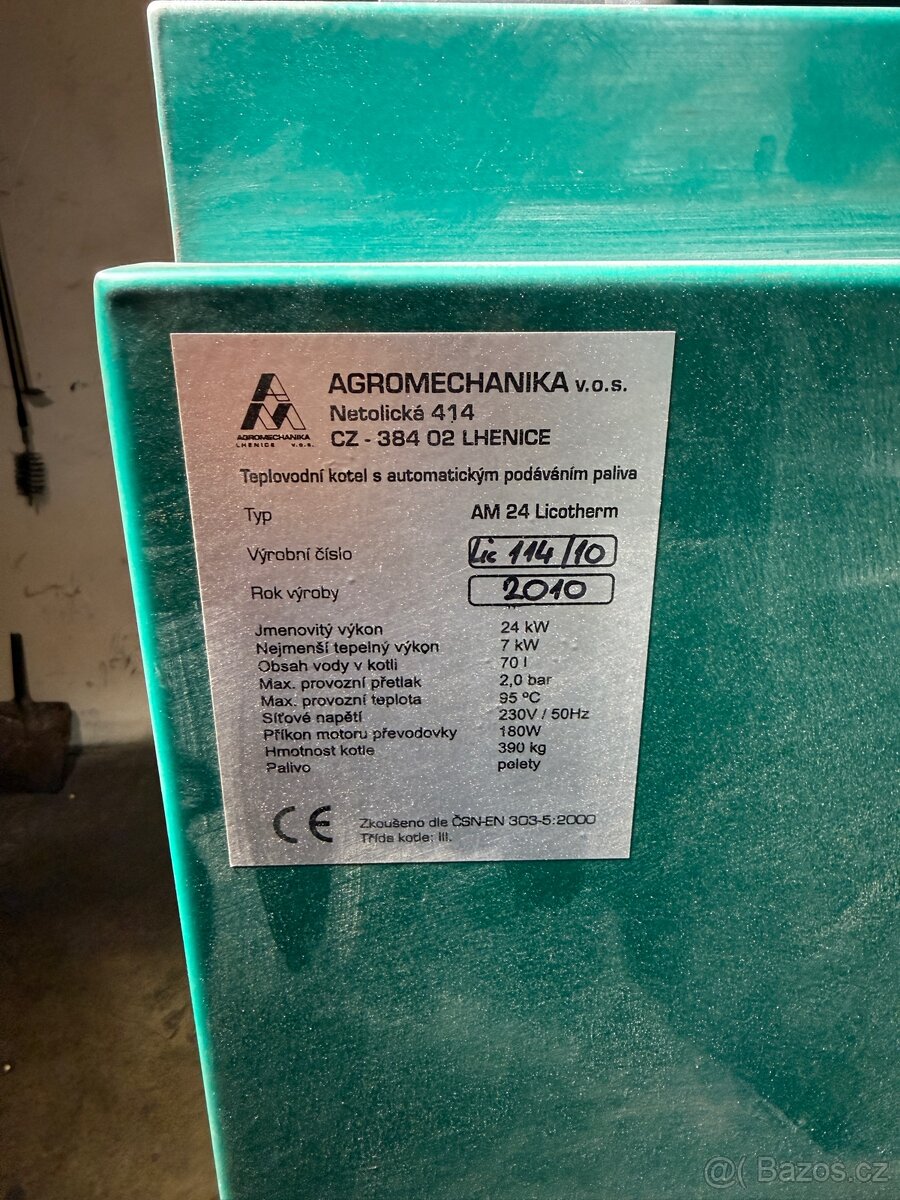 AGROMECHANIKA v.o.s.
Netolická 414
CZ - 384 02 LHENICE
AGROMECHANIKA
LHENICE v.o.s.
Teplovodní kotel s automatickým podáváním paliva
Typ AM 24 Licotherm
Výrobní číslo Lic 114/10
Rok výroby 2010
Jmenovitý výkon 24 kW
Nejmenší tepelný výkon 7 kW
Obsah vody v kotli 70 l
Max. provozní přetlak 2,0 bar
Max. provozní teplota 95 ºC
Síťové napětí 230V / 50Hz
Příkon motoru převodovky 180W
Hmotnost kotle 390 kg
Palivo pelety
CE Zkoušeno dle ČSN-EN 303-5:2000
Třída kotle: III.
@( Bazos.cz